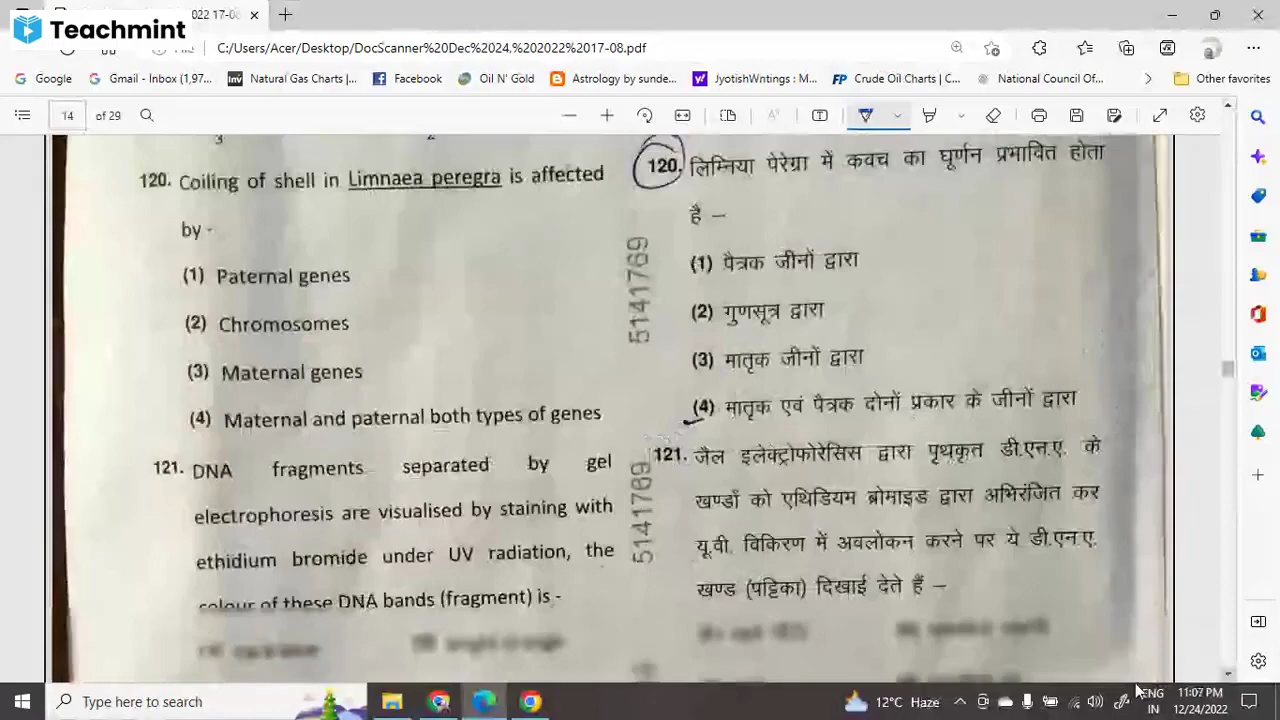 Teachmint
2022 17-08
C:/Users/Acer/Desktop/DocScanner%20Dec%2024,%202022%2017-08.pdf
Google
Gmail - Inbox (1,97...
Natural Gas Charts |...
Facebook
Oil N' Gold
Astrology by sunde...
JyotishWntings : M...
Crude Oil Charts | C...
National Council Of...
Other favorites
14 of 29
3 2
120. Coiling of shell in Limnaea peregra is affected
by -
(1) Paternal genes
(2) Chromosomes
(3) Maternal genes
(4) Maternal and paternal both types of genes
121. DNA fragments separated by gel
electrophoresis are visualised by staining with
ethidium bromide under UV radiation, the
colour of these DNA bands (fragment) is -
5141769
5141769
120. लिम्निया पेरेग्रा में कवच का घूर्णन प्रभावित होता
है –
(1) पैत्रक जीनों द्वारा
(2) गुणसूत्र द्वारा
(3) मातृक जीनों द्वारा
(4) मातृक एवं पैत्रक दोनों प्रकार के जीनों द्वारा
121. जैल इलेक्ट्रोफोरेसिस द्वारा पृथकृत डी.एन.ए. के
खण्डों को एथिडियम ब्रोमाइड द्वारा अभिरंजित कर
यू.वी. विकिरण में अवलोकन करने पर ये डी.एन.ए.
खण्ड (पट्टिका) दिखाई देते हैं –
Type here to search
12°C Haze
ENG
IN
11:07 PM
12/24/2022